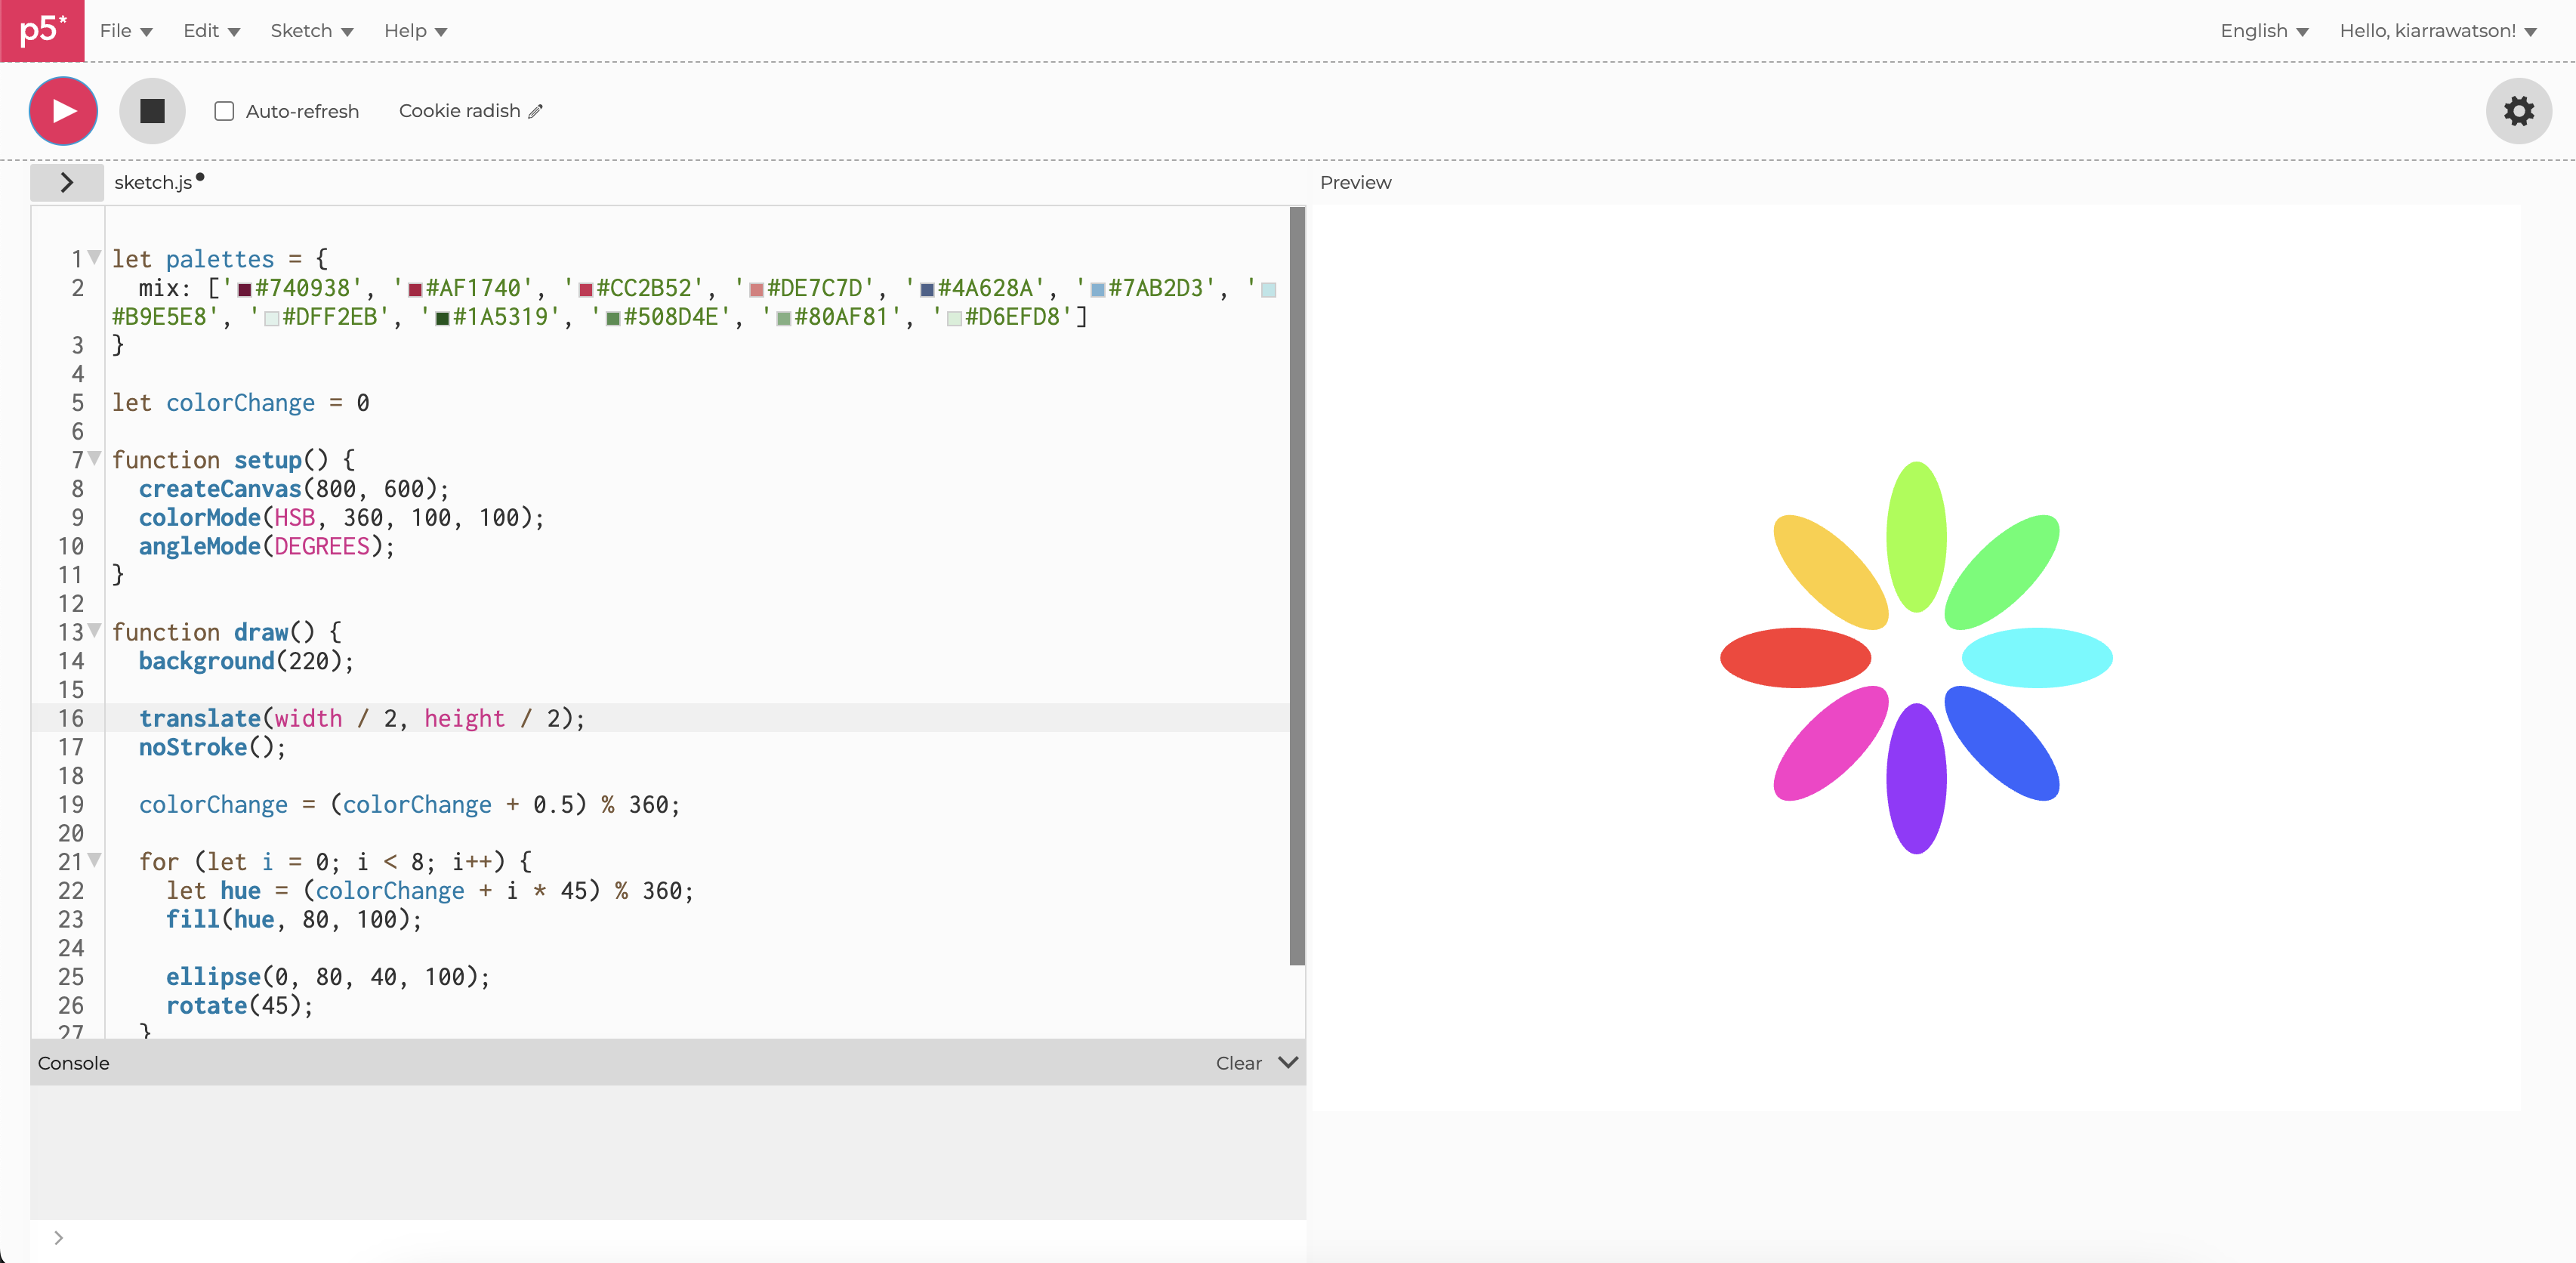 p5*
File Edit Sketch Help English Hello, kiarrawatson!
Auto-refresh Cookie radish
sketch.js
Preview
1 let palettes = {
2 mix: ['#740938', '#AF1740', '#CC2B52', '#DE7C7D', '#4A628A', '#7AB2D3', '
#B9E5E8', '#DFF2EB', '#1A5319', '#508D4E', '#80AF81', '#D6EFD8']
3 }
4
5 let colorChange = 0
6
7 function setup() {
8 createCanvas(800, 600);
9 colorMode(HSB, 360, 100, 100);
10 angleMode(DEGREES);
11 }
12
13 function draw() {
14 background(220);
15
16 translate(width / 2, height / 2);
17 noStroke();
18
19 colorChange = (colorChange + 0.5) % 360;
20
21 for (let i = 0; i < 8; i++) {
22 let hue = (colorChange + i * 45) % 360;
23 fill(hue, 80, 100);
24
25 ellipse(0, 80, 40, 100);
26 rotate(45);
27 }
Console
Clear
>